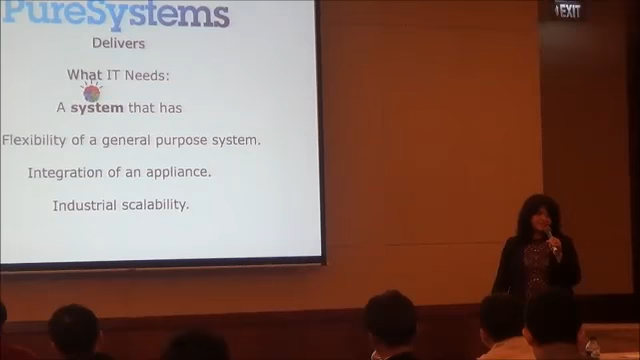 PureSystems
Delivers
What IT Needs:
A system that has
Flexibility of a general purpose system.
Integration of an appliance.
Industrial scalability.
EXIT